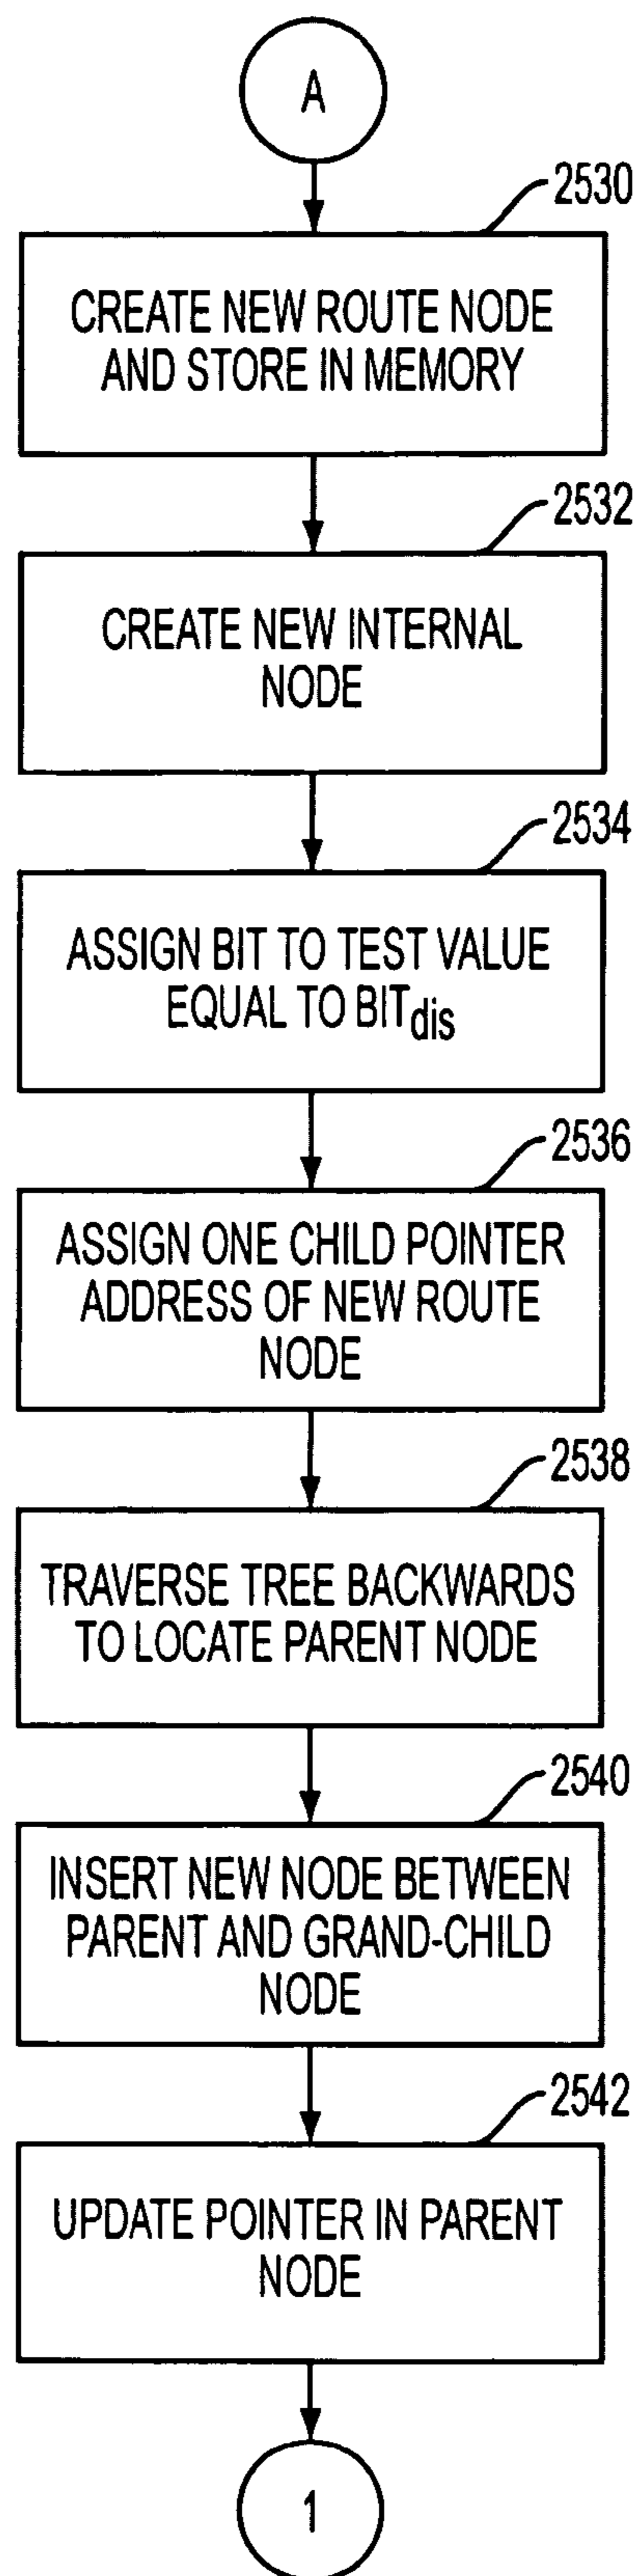 A
2530
CREATE NEW ROUTE NODE
AND STORE IN MEMORY
2532
CREATE NEW INTERNAL
NODE
2534
ASSIGN BIT TO TEST VALUE
EQUAL TO BITdis
2536
ASSIGN ONE CHILD POINTER
ADDRESS OF NEW ROUTE
NODE
2538
TRAVERSE TREE BACKWARDS
TO LOCATE PARENT NODE
2540
INSERT NEW NODE BETWEEN
PARENT AND GRAND-CHILD
NODE
2542
UPDATE POINTER IN PARENT
NODE
1